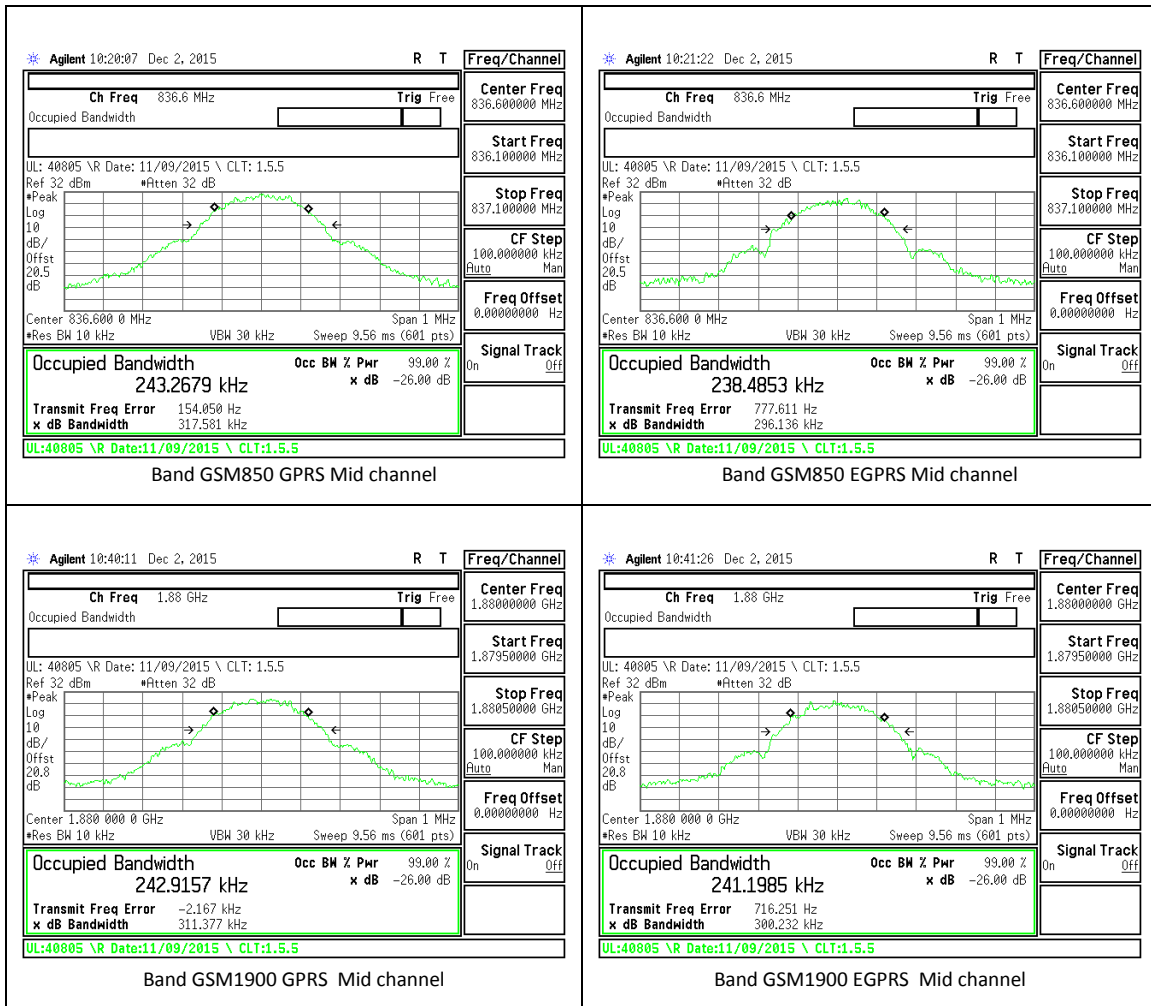 Agilent 10:20:07 Dec 2, 2015 R T Freq/Channel
Ch Freq 836.6 MHz Trig Free
Occupied Bandwidth
Center Freq
836.600000 MHz
Start Freq
836.100000 MHz
UL: 40805 \R Date: 11/09/2015 \ CLT: 1.5.5
Ref 32 dBm #Atten 32 dB
#Peak
Log
10
dB/
Offst
20.5
dB
Stop Freq
837.100000 MHz
CF Step
100.000000 kHz
Auto Man
Freq Offset
0.00000000 Hz
Center 836.600 0 MHz Span 1 MHz
#Res BW 10 kHz VBW 30 kHz Sweep 9.56 ms (601 pts)
Signal Track
On Off
Occupied Bandwidth Occ BW % Pwr 99.00 %
243.2679 kHz x dB -26.00 dB
Transmit Freq Error 154.050 Hz
x dB Bandwidth 317.581 kHz
UL:40805 \R Date:11/09/2015 \ CLT:1.5.5
Band GSM850 GPRS Mid channel
Agilent 10:21:22 Dec 2, 2015 R T Freq/Channel
Ch Freq 836.6 MHz Trig Free
Occupied Bandwidth
Center Freq
836.600000 MHz
Start Freq
836.100000 MHz
UL: 40805 \R Date: 11/09/2015 \ CLT: 1.5.5
Ref 32 dBm #Atten 32 dB
#Peak
Log
10
dB/
Offst
20.5
dB
Stop Freq
837.100000 MHz
CF Step
100.000000 kHz
Auto Man
Freq Offset
0.00000000 Hz
Center 836.600 0 MHz Span 1 MHz
#Res BW 10 kHz VBW 30 kHz Sweep 9.56 ms (601 pts)
Signal Track
On Off
Occupied Bandwidth Occ BW % Pwr 99.00 %
238.4853 kHz x dB -26.00 dB
Transmit Freq Error 777.611 Hz
x dB Bandwidth 296.136 kHz
UL:40805 \R Date:11/09/2015 \ CLT:1.5.5
Band GSM850 EGPRS Mid channel
Agilent 10:40:11 Dec 2, 2015 R T Freq/Channel
Ch Freq 1.88 GHz Trig Free
Occupied Bandwidth
Center Freq
1.88000000 GHz
Start Freq
1.87950000 GHz
UL: 40805 \R Date: 11/09/2015 \ CLT: 1.5.5
Ref 32 dBm #Atten 32 dB
#Peak
Log
10
dB/
Offst
20.8
dB
Stop Freq
1.88050000 GHz
CF Step
100.000000 kHz
Auto Man
Freq Offset
0.00000000 Hz
Center 1.880 000 0 GHz Span 1 MHz
#Res BW 10 kHz VBW 30 kHz Sweep 9.56 ms (601 pts)
Signal Track
On Off
Occupied Bandwidth Occ BW % Pwr 99.00 %
242.9157 kHz x dB -26.00 dB
Transmit Freq Error -2.167 kHz
x dB Bandwidth 311.377 kHz
UL:40805 \R Date:11/09/2015 \ CLT:1.5.5
Band GSM1900 GPRS Mid channel
Agilent 10:41:26 Dec 2, 2015 R T Freq/Channel
Ch Freq 1.88 GHz Trig Free
Occupied Bandwidth
Center Freq
1.88000000 GHz
Start Freq
1.87950000 GHz
UL: 40805 \R Date: 11/09/2015 \ CLT: 1.5.5
Ref 32 dBm #Atten 32 dB
#Peak
Log
10
dB/
Offst
20.8
dB
Stop Freq
1.88050000 GHz
CF Step
100.000000 kHz
Auto Man
Freq Offset
0.00000000 Hz
Center 1.880 000 0 GHz Span 1 MHz
#Res BW 10 kHz VBW 30 kHz Sweep 9.56 ms (601 pts)
Signal Track
On Off
Occupied Bandwidth Occ BW % Pwr 99.00 %
241.1985 kHz x dB -26.00 dB
Transmit Freq Error 716.251 Hz
x dB Bandwidth 300.232 kHz
UL:40805 \R Date:11/09/2015 \ CLT:1.5.5
Band GSM1900 EGPRS Mid channel